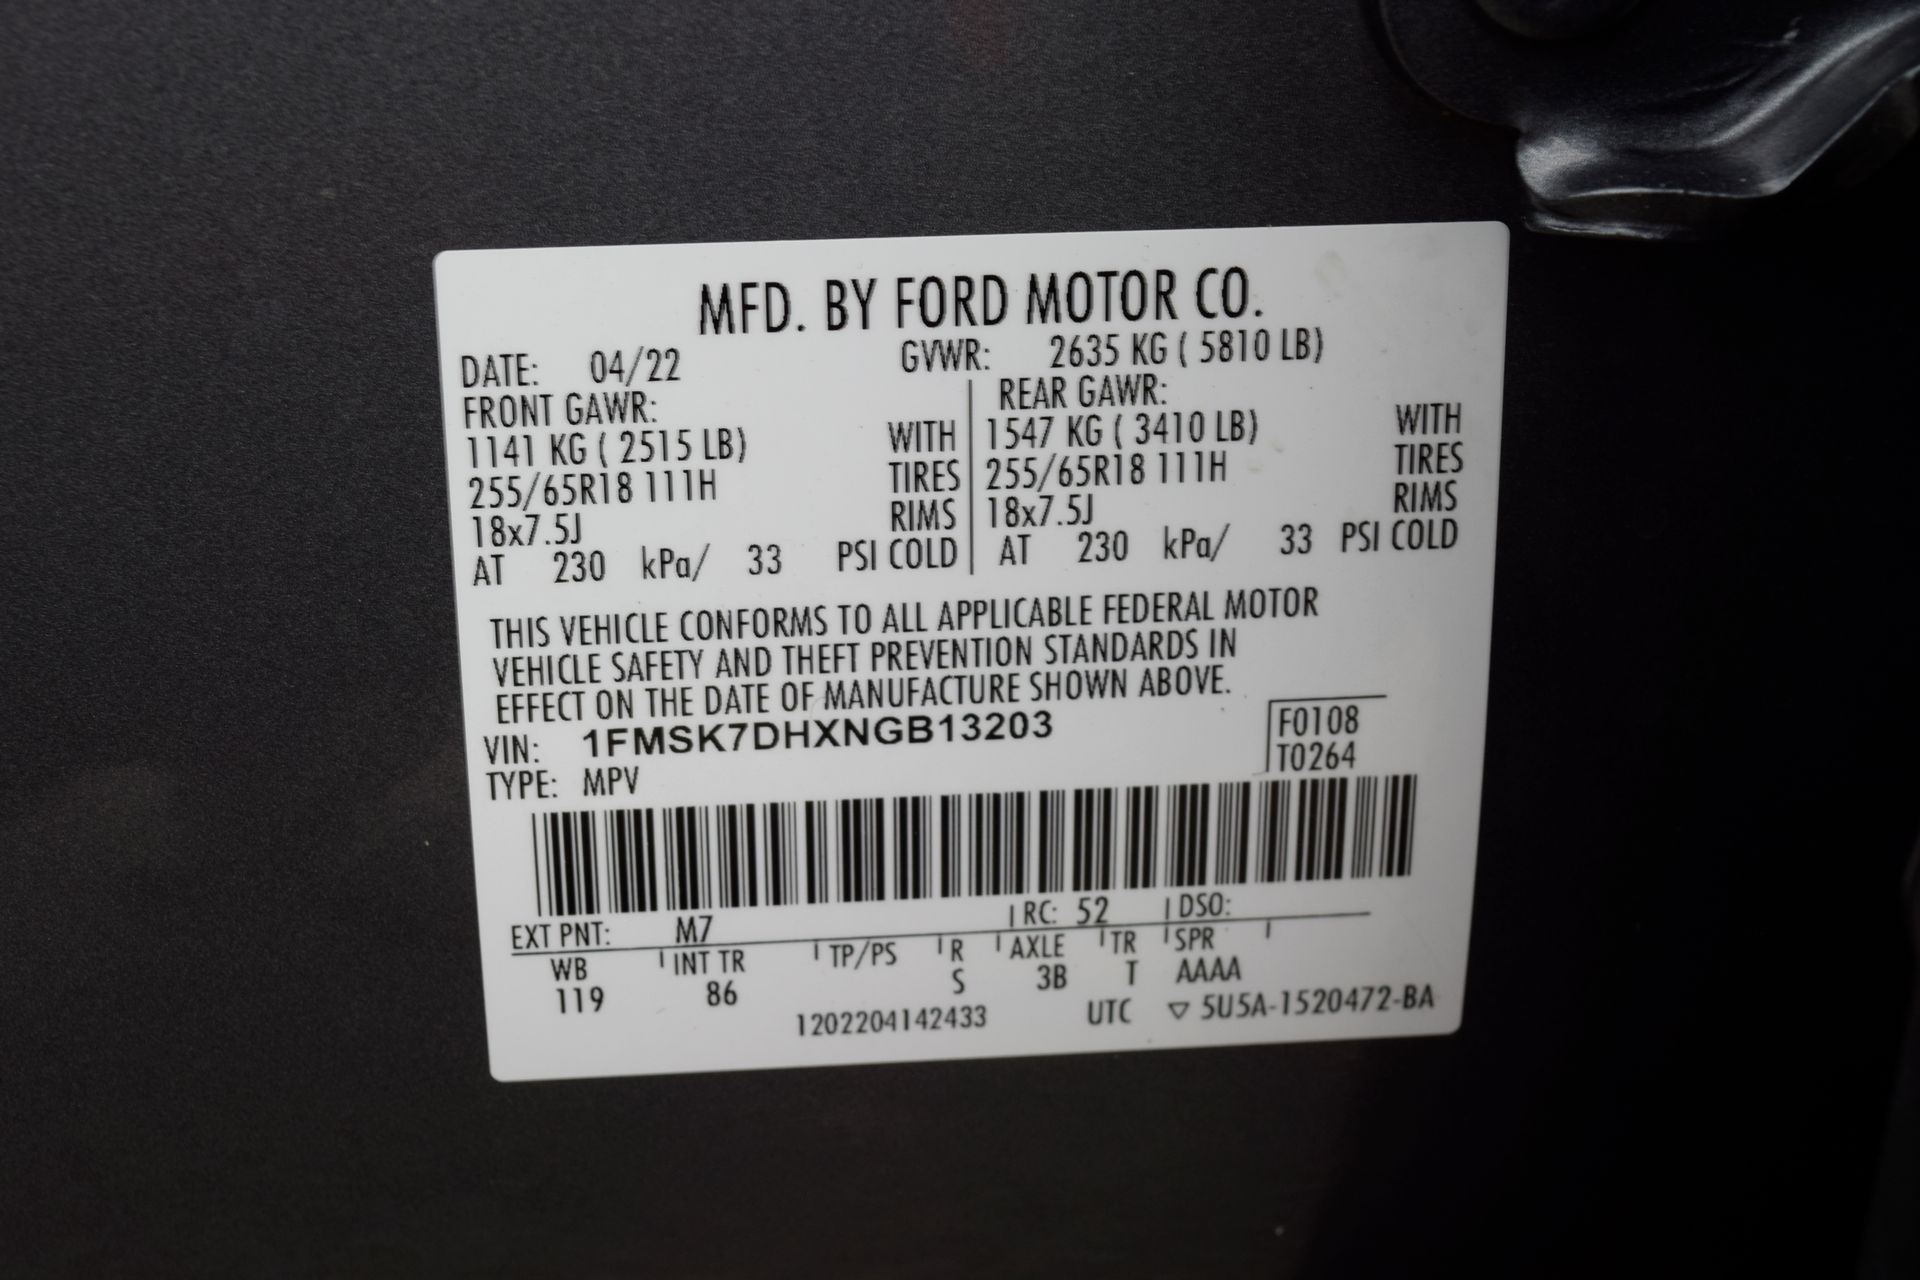 MFD. BY FORD MOTOR CO.
DATE: 04/22 GVWR: 2635 KG ( 5810 LB)
FRONT GAWR: REAR GAWR:
1141 KG ( 2515 LB) WITH 1547 KG ( 3410 LB) WITH
255/65R18 111H TIRES 255/65R18 111H TIRES
18x7.5J RIMS 18x7.5J RIMS
AT 230 kPa/ 33 PSI COLD AT 230 kPa/ 33 PSI COLD
THIS VEHICLE CONFORMS TO ALL APPLICABLE FEDERAL MOTOR
VEHICLE SAFETY AND THEFT PREVENTION STANDARDS IN
EFFECT ON THE DATE OF MANUFACTURE SHOWN ABOVE.
VIN: 1FMSK7DHXNGB13203 F0108
TYPE: MPV T0264
EXT PNT: M7 RC: 52 DSO:
WB INT TR TP/PS R AXLE TR SPR
119 86 S 3B T AAAA
1202204142433 UTC ▽ 5U5A-1520472-BA